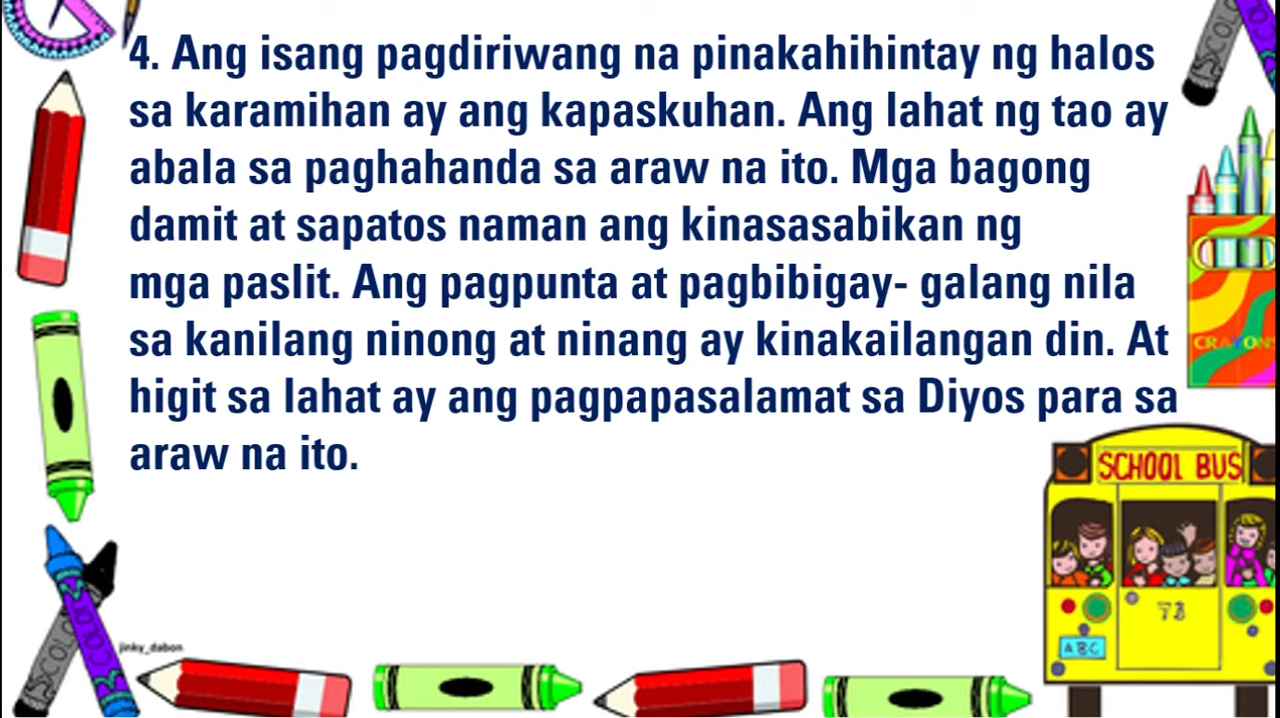 4. Ang isang pagdiriwang na pinakahihintay ng halos
sa karamihan ay ang kapaskuhan. Ang lahat ng tao ay
abala sa paghahanda sa araw na ito. Mga bagong
damit at sapatos naman ang kinasasabikan ng
mga paslit. Ang pagpunta at pagbibigay- galang nila
sa kanilang ninong at ninang ay kinakailangan din. At
higit sa lahat ay ang pagpapasalamat sa Diyos para sa
araw na ito.
CRAYONS
SCHOOL BUS
73
ABC
jinky_dabon
COLOR